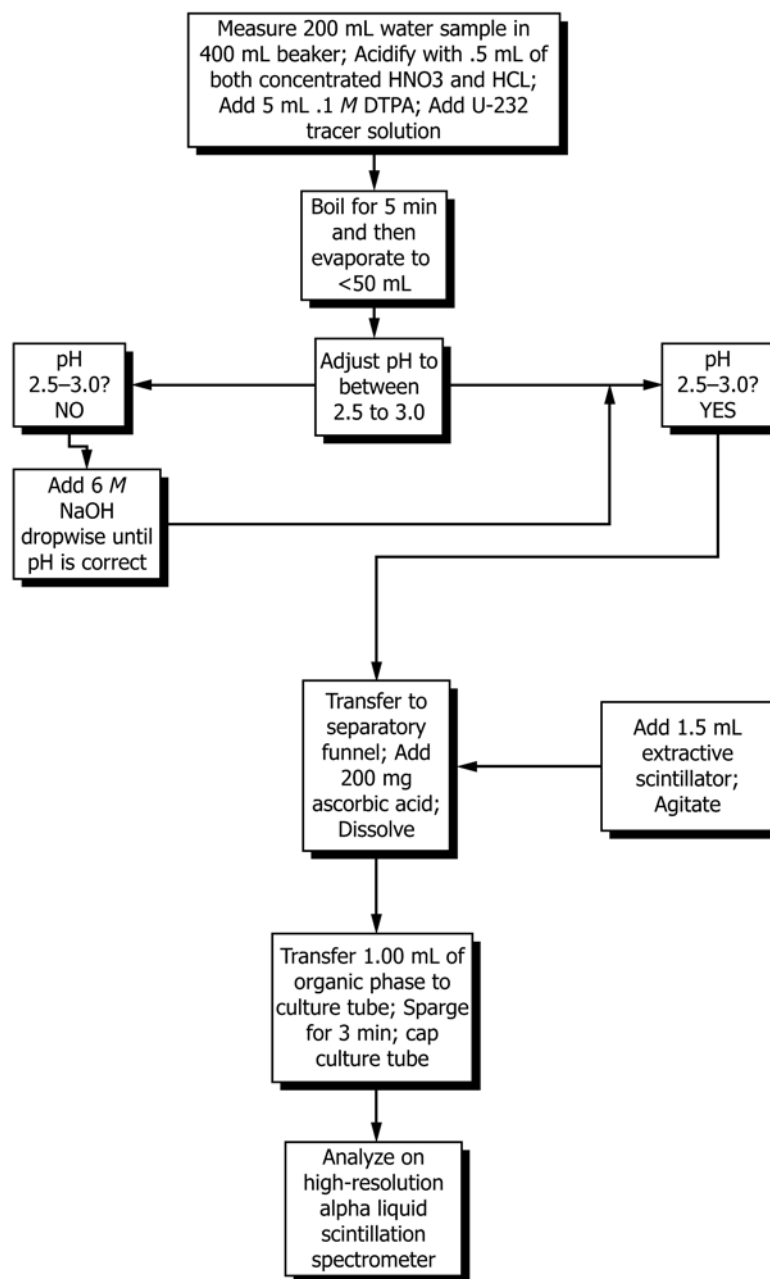 Measure 200 mL water sample in
400 mL beaker; Acidify with .5 mL of
both concentrated HNO3 and HCL;
Add 5 mL .1 M DTPA; Add U-232
tracer solution
Boil for 5 min
and then
evaporate to
<50 mL
Adjust pH to
between
2.5 to 3.0
pH
2.5–3.0?
NO
pH
2.5–3.0?
YES
Add 6 M
NaOH
dropwise until
pH is correct
Transfer to
separatory
funnel; Add
200 mg
ascorbic acid;
Dissolve
Add 1.5 mL
extractive
scintillator;
Agitate
Transfer 1.00 mL of
organic phase to
culture tube; Sparge
for 3 min; cap
culture tube
Analyze on
high-resolution
alpha liquid
scintillation
spectrometer